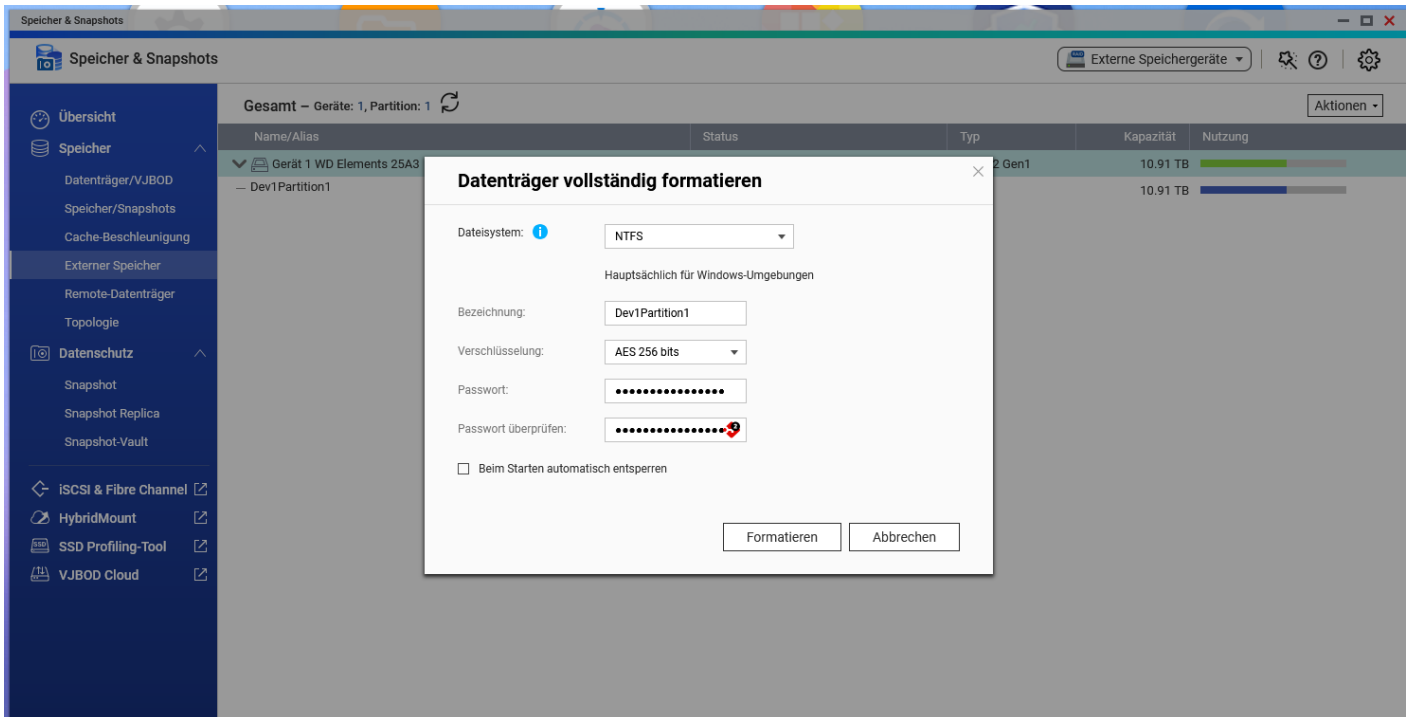 Speicher & Snapshots
Speicher & Snapshots
Externe Speichergeräte
Übersicht
Speicher
Datenträger/VJBOD
Speicher/Snapshots
Cache-Beschleunigung
Externer Speicher
Remote-Datenträger
Topologie
Datenschutz
Snapshot
Snapshot Replica
Snapshot-Vault
iSCSI & Fibre Channel
HybridMount
SSD Profiling-Tool
VJBOD Cloud
Gesamt – Geräte: 1, Partition: 1
Aktionen
Name/Alias Status Typ Kapazität Nutzung
Gerät 1 WD Elements 25A3 2 Gen1 10.91 TB
Dev1Partition1 10.91 TB
Datenträger vollständig formatieren
Dateisystem: NTFS
Hauptsächlich für Windows-Umgebungen
Bezeichnung: Dev1Partition1
Verschlüsselung: AES 256 bits
Passwort: ••••••••••••••••
Passwort überprüfen: •••••••••••••••• 2
Beim Starten automatisch entsperren
Formatieren Abbrechen